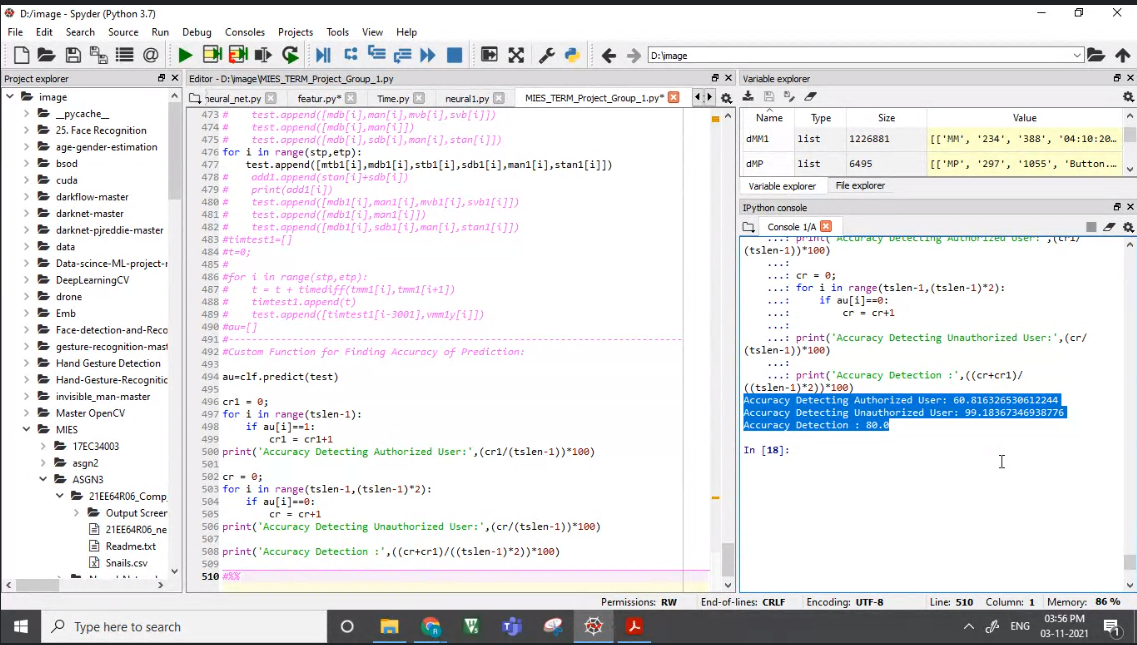 D:/image - Spyder (Python 3.7)
File Edit Search Source Run Debug Consoles Projects Tools View Help
D:\image
Project explorer
image
__pycache__
25. Face Recognition
age-gender-estimation
bsod
cuda
darkflow-master
darknet-master
darknet-pjreddie-master
data
Data-scince-ML-project-
DeepLearningCV
drone
Emb
Face-detection-and-Reco
gesture-recognition-mast
Hand Gesture Detection
Hand-Gesture-Recognitic
invisible_man-master
Master OpenCV
MIES
17EC34003
asgn2
ASGN3
21EE64R06_Comp_
Output Screer
21EE64R06_ne
Readme.txt
Snails.csv
Editor - D:\image\MIES_TERM_Project_Group_1.py
neural_net.py featur.py* Time.py neural1.py MIES_TERM_Project_Group_1.py*
473 # test.append([mdb[i],man[i],mvb[i],svb[i]])
474 # test.append([mdb[i],man[i]])
475 # test.append([mdb[i],sdb[i],man[i],stan[i]])
476 for i in range(stp,etp):
477 test.append([mtb1[i],mdb1[i],stb1[i],sdb1[i],man1[i],stan1[i]])
478 # add1.append(stan[i]+sdb[i])
479 # print(add1[i])
480 # test.append([mdb1[i],man1[i],mvb1[i],svb1[i]])
481 # test.append([mdb1[i],man1[i]])
482 # test.append([mdb1[i],sdb1[i],man[i],stan1[i]])
483 #timtest1=[]
484 #t=0;
485 #
486 #for i in range(stp,etp):
487 # t = t + timediff(tmm1[i],tmm1[i+1])
488 # timtest1.append(t)
489 # test.append([timtest1[i-3001],vmm1y[i]])
490 #au=[]
491 #------------------------------------------------------------------------
492 #Custom Function for Finding Accuracy of Prediction:
493
494 au=clf.predict(test)
495
496 cr1 = 0;
497 for i in range(tslen-1):
498 if au[i]==1:
499 cr1 = cr1+1
500 print('Accuracy Detecting Authorized User:',(cr1/(tslen-1))*100)
501
502 cr = 0;
503 for i in range(tslen-1,(tslen-1)*2):
504 if au[i]==0:
505 cr = cr+1
506 print('Accuracy Detecting Unauthorized User:',(cr/(tslen-1))*100)
507
508 print('Accuracy Detection :',((cr+cr1)/((tslen-1)*2))*100)
509
510 #%%
Variable explorer
Name Type Size Value
dMM1 list 1226881 [['MM', '234', '388', '04:10:20...
dMP list 6495 [['MP', '297', '1055', 'Button....
Variable explorer File explorer
IPython console
Console 1/A
...: print('Accuracy Detecting Authorized User:',(cr1/
(tslen-1))*100)
...:
...: cr = 0;
...: for i in range(tslen-1,(tslen-1)*2):
...: if au[i]==0:
...: cr = cr+1
...:
...: print('Accuracy Detecting Unauthorized User:',(cr/
(tslen-1))*100)
...:
...: print('Accuracy Detection :',((cr+cr1)/
((tslen-1)*2))*100)
Accuracy Detecting Authorized User: 60.816326530612244
Accuracy Detecting Unauthorized User: 99.18367346938776
Accuracy Detection : 80.0
In [18]:
Permissions: RW End-of-lines: CRLF Encoding: UTF-8 Line: 510 Column: 1 Memory: 86 %
Type here to search
ENG
03:56 PM
03-11-2021
1